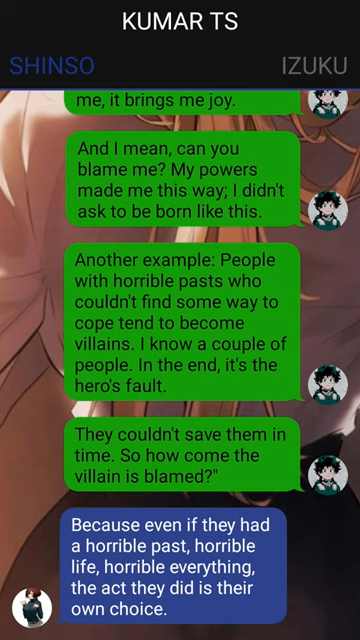 KUMAR TS
SHINSO IZUKU
me, it brings me joy.
And I mean, can you
blame me? My powers
made me this way; I didn't
ask to be born like this.
Another example: People
with horrible pasts who
couldn't find some way to
cope tend to become
villains. I know a couple of
people. In the end, it's the
hero's fault.
They couldn't save them in
time. So how come the
villain is blamed?"
Because even if they had
a horrible past, horrible
life, horrible everything,
the act they did is their
own choice.